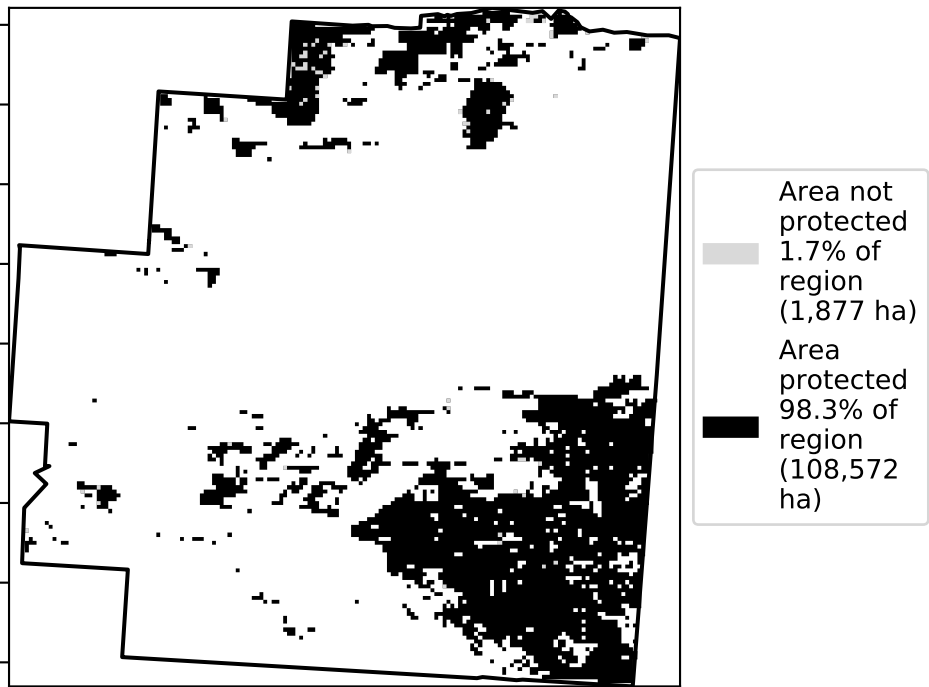 Area not
protected
1.7% of
region
(1,877 ha)
Area
protected
98.3% of
region
(108,572
ha)